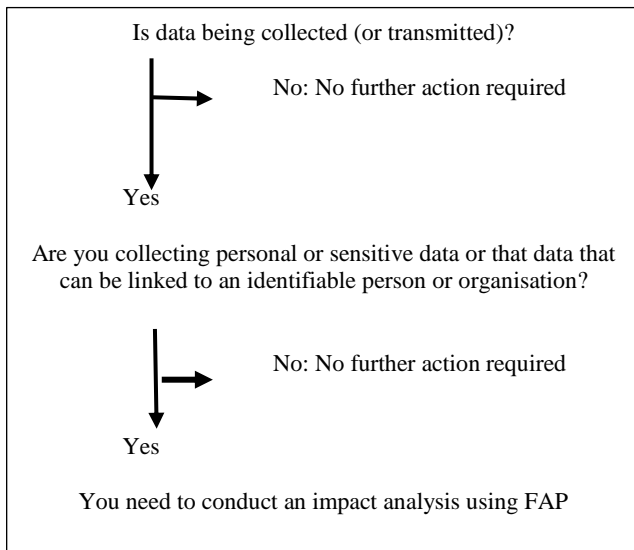 Is data being collected (or transmitted)?
No: No further action required
Yes
Are you collecting personal or sensitive data or that data that
can be linked to an identifiable person or organisation?
No: No further action required
Yes
You need to conduct an impact analysis using FAP